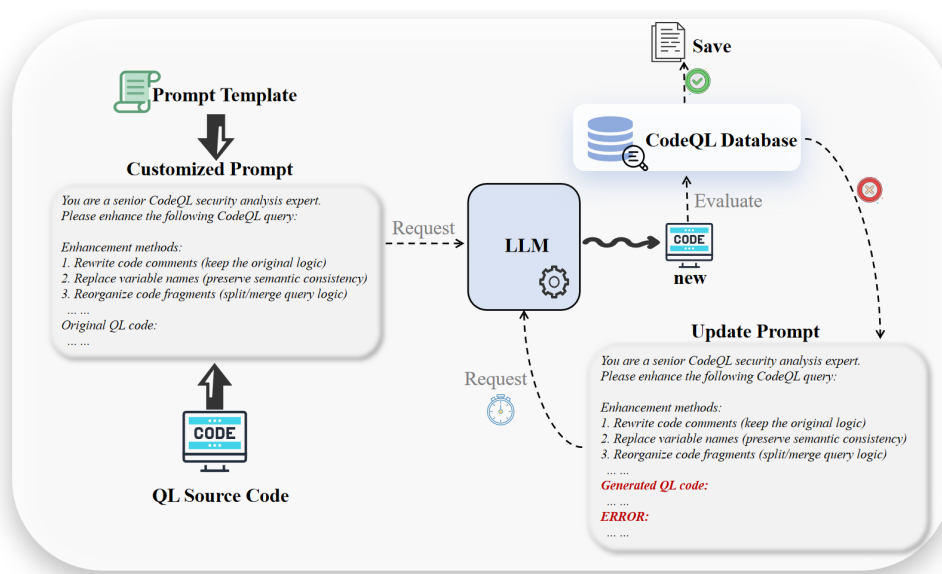 Prompt Template
Customized Prompt
You are a senior CodeQL security analysis expert.
Please enhance the following CodeQL query:
Enhancement methods:
1. Rewrite code comments (keep the original logic)
2. Replace variable names (preserve semantic consistency)
3. Reorganize code fragments (split/merge query logic)
... ...
Original QL code:
... ...
CODE
QL Source Code
Request
LLM
CODE
new
Evaluate
CodeQL Database
Save
Update Prompt
You are a senior CodeQL security analysis expert.
Please enhance the following CodeQL query:
Enhancement methods:
1. Rewrite code comments (keep the original logic)
2. Replace variable names (preserve semantic consistency)
3. Reorganize code fragments (split/merge query logic)
... ...
Generated QL code:
... ...
ERROR:
... ...
Request